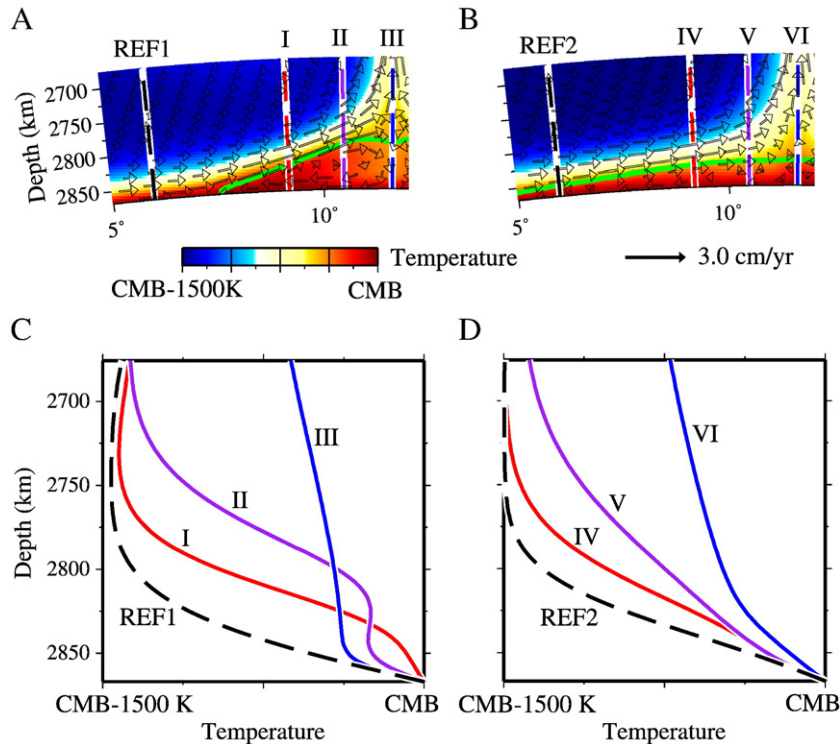 A
B
REF1
I
II
III
REF2
IV
V
VI
Depth (km)
2700
2750
2800
2850
5°
10°
5°
10°
Temperature
CMB-1500K
CMB
3.0 cm/yr
C
D
Depth (km)
2700
2750
2800
2850
III
II
I
REF1
VI
V
IV
REF2
CMB-1500 K
CMB
CMB-1500 K
CMB
Temperature
Temperature